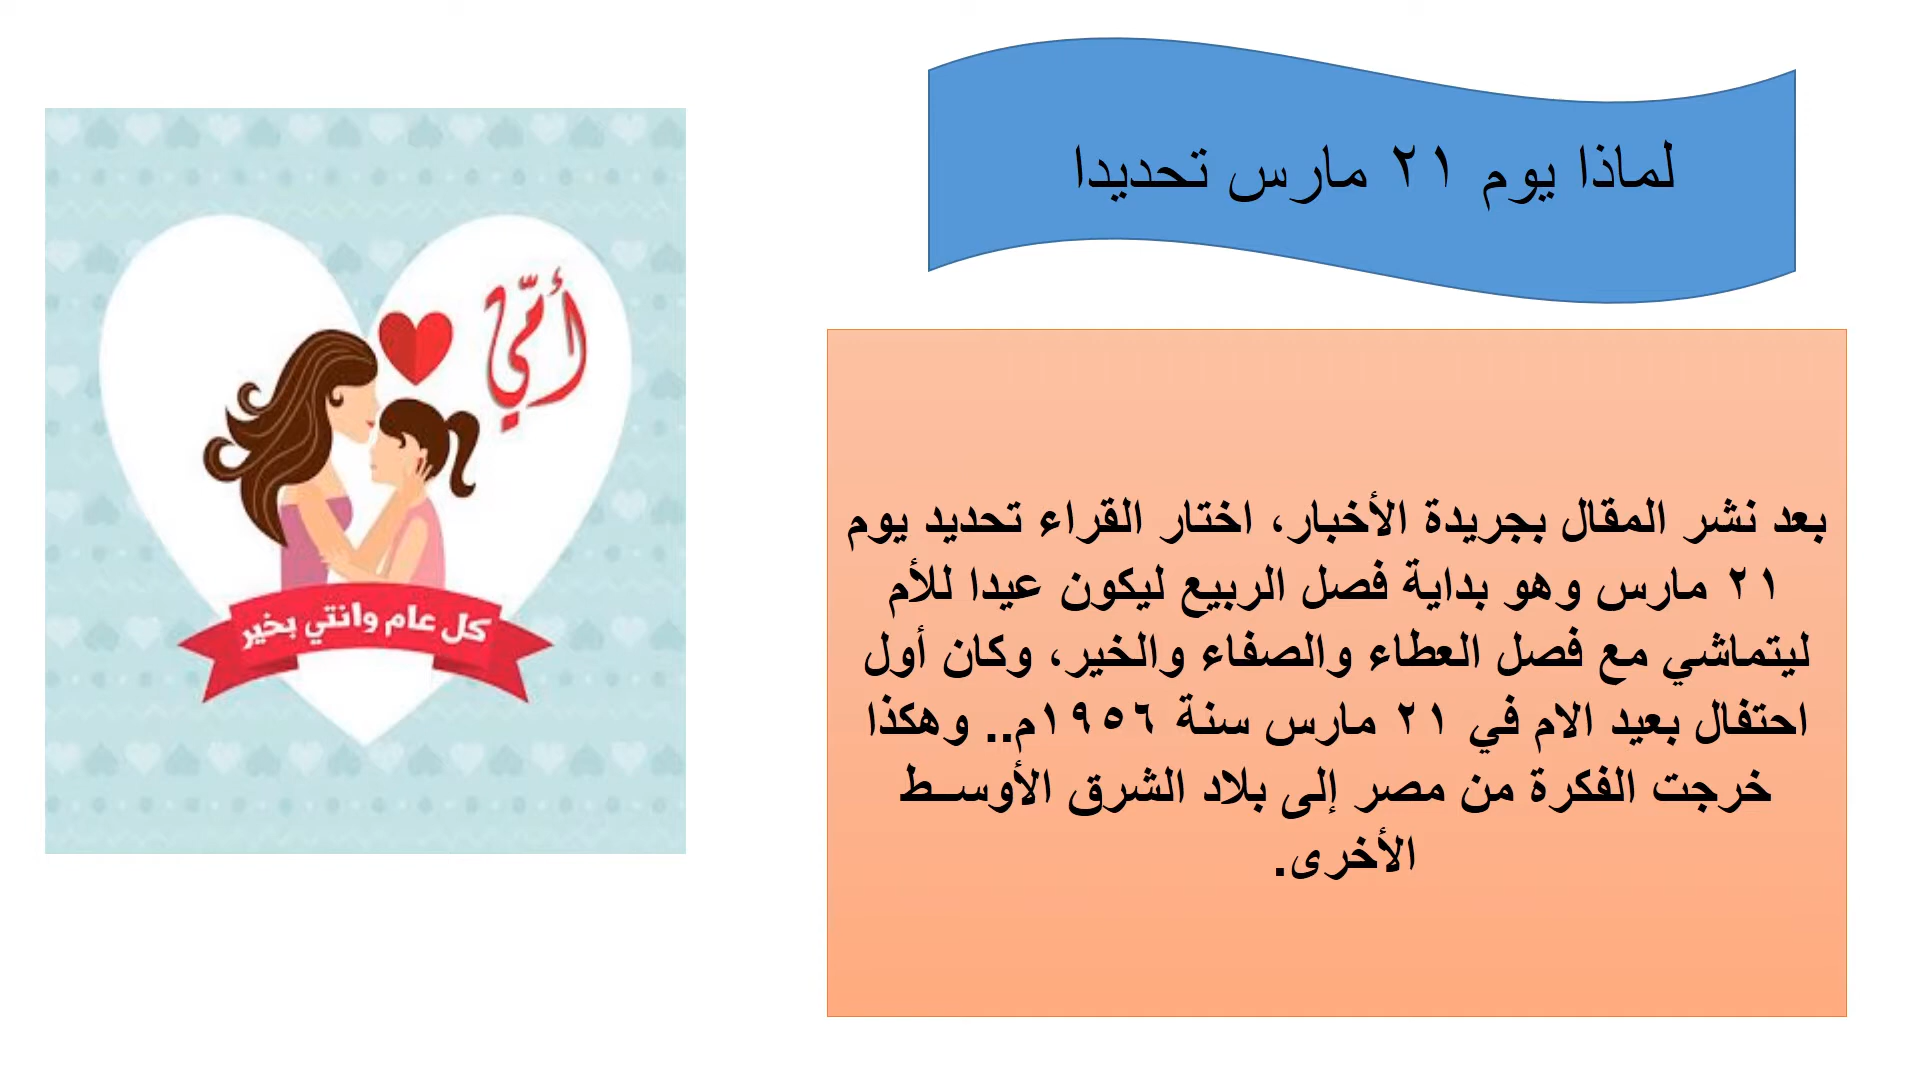 لماذا يوم ٢١ مارس تحديدا
بعد نشر المقال بجريدة الأخبار، اختار القراء تحديد يوم
٢١ مارس وهو بداية فصل الربيع ليكون عيدا للأم
ليتماشي مع فصل العطاء والصفاء والخير، وكان أول
احتفال بعيد الام في ٢١ مارس سنة ١٩٥٦م.. وهكذا
خرجت الفكرة من مصر إلى بلاد الشرق الأوســط
الأخرى.
أمّي
كل عام وانتي بخير